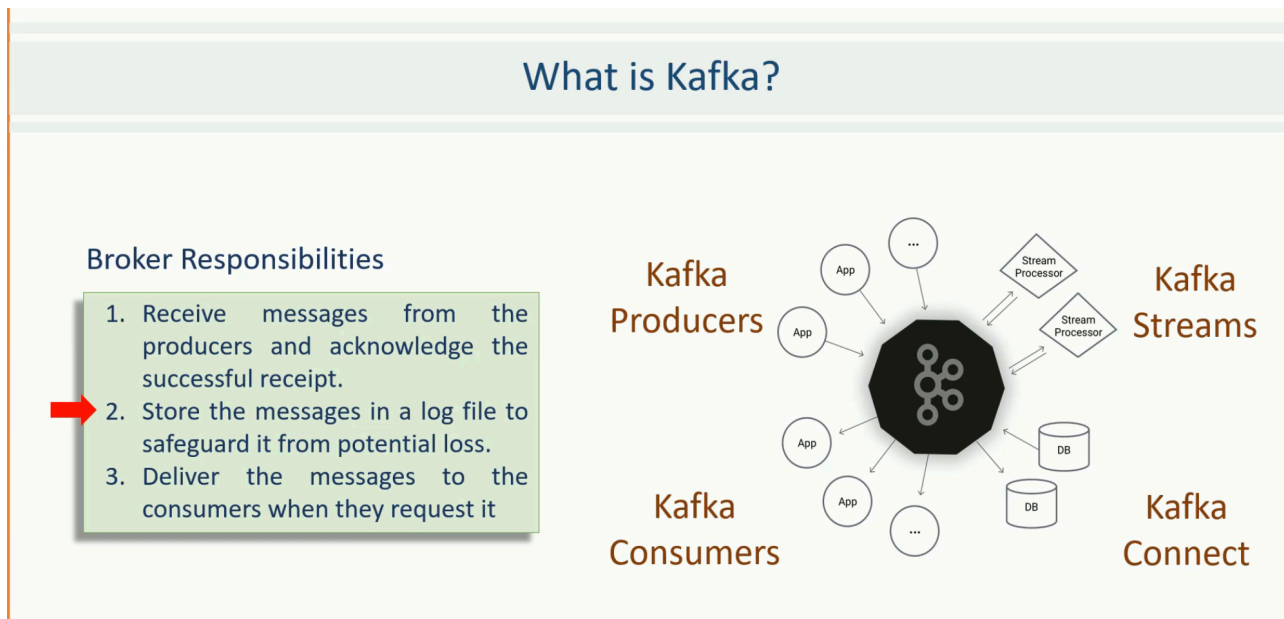 What is Kafka?
Broker Responsibilities
1. Receive messages from the
producers and acknowledge the
successful receipt.
2. Store the messages in a log file to
safeguard it from potential loss.
3. Deliver the messages to the
consumers when they request it
Kafka
Producers
App
App
...
Stream
Processor
Stream
Processor
Kafka
Streams
Kafka
Consumers
App
App
...
DB
DB
Kafka
Connect